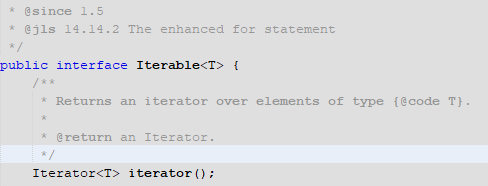 * @since 1.5
* @jls 14.14.2 The enhanced for statement
*/
public interface Iterable<T> {
/**
* Returns an iterator over elements of type {@code T}.
*
* @return an Iterator.
*/
Iterator<T> iterator();